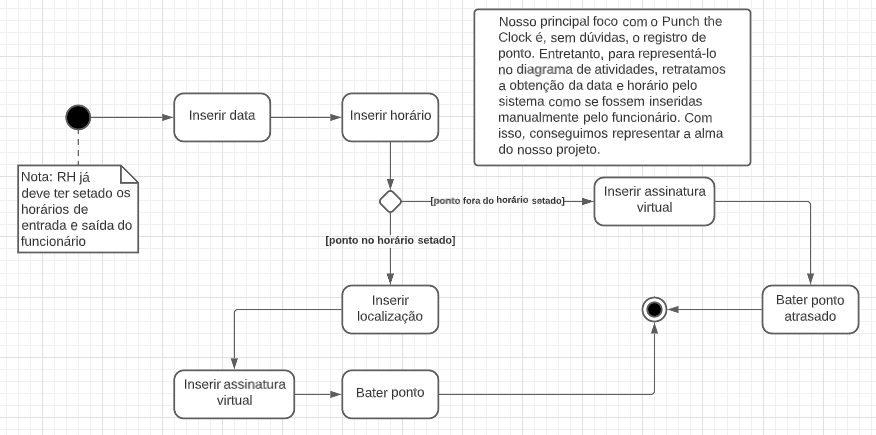 Nosso principal foco com o Punch the
Clock é, sem dúvidas, o registro de
ponto. Entretanto, para representá-lo
no diagrama de atividades, retratamos
a obtenção da data e horário pelo
sistema como se fossem inseridas
manualmente pelo funcionário. Com
isso, conseguimos representar a alma
do nosso projeto.
Inserir data
Inserir horário
Nota: RH já
deve ter setado os
horários de
entrada e saída do
funcionário
[ponto fora do horário setado]
Inserir assinatura
virtual
[ponto no horário setado]
Inserir
localização
Bater ponto
atrasado
Inserir assinatura
virtual
Bater ponto